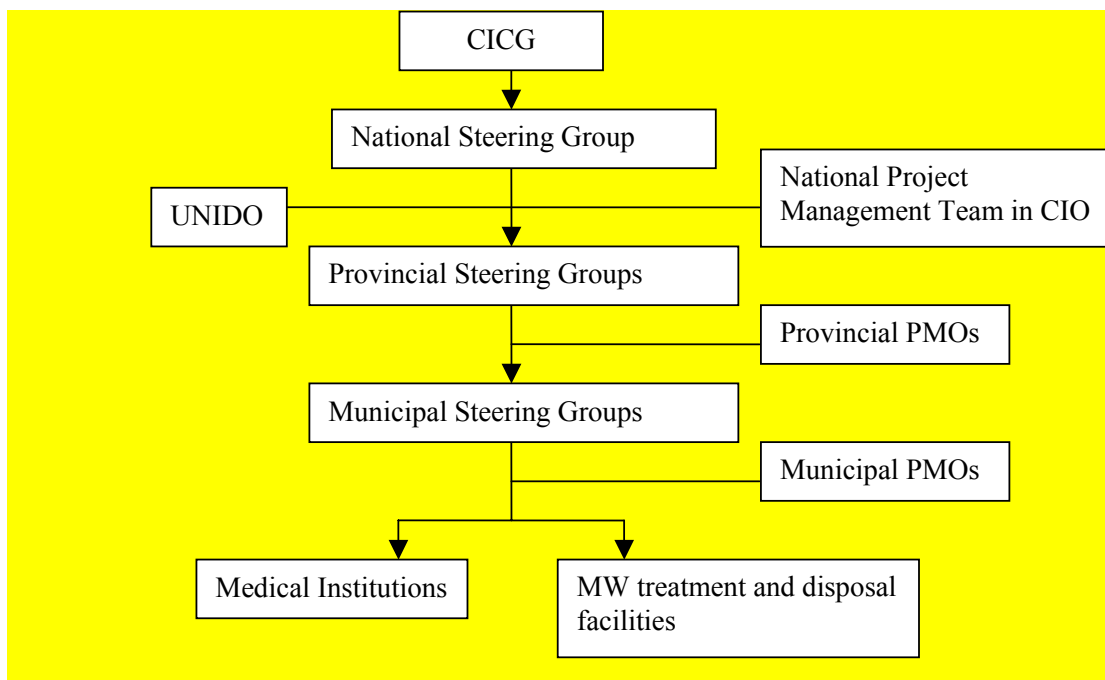 CICG
National Steering Group
UNIDO
National Project
Management Team in CIO
Provincial Steering Groups
Provincial PMOs
Municipal Steering Groups
Municipal PMOs
Medical Institutions
MW treatment and disposal
facilities